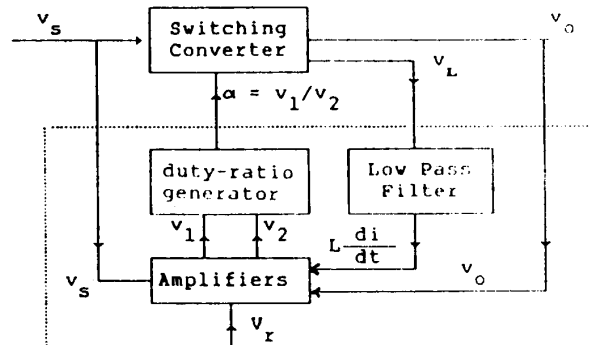 v_s
Switching
Converter
v_o
v_L
α = v_1/v_2
duty-ratio
generator
Low Pass
Filter
v_1
v_2
L di/dt
v_s
Amplifiers
v_o
V_r